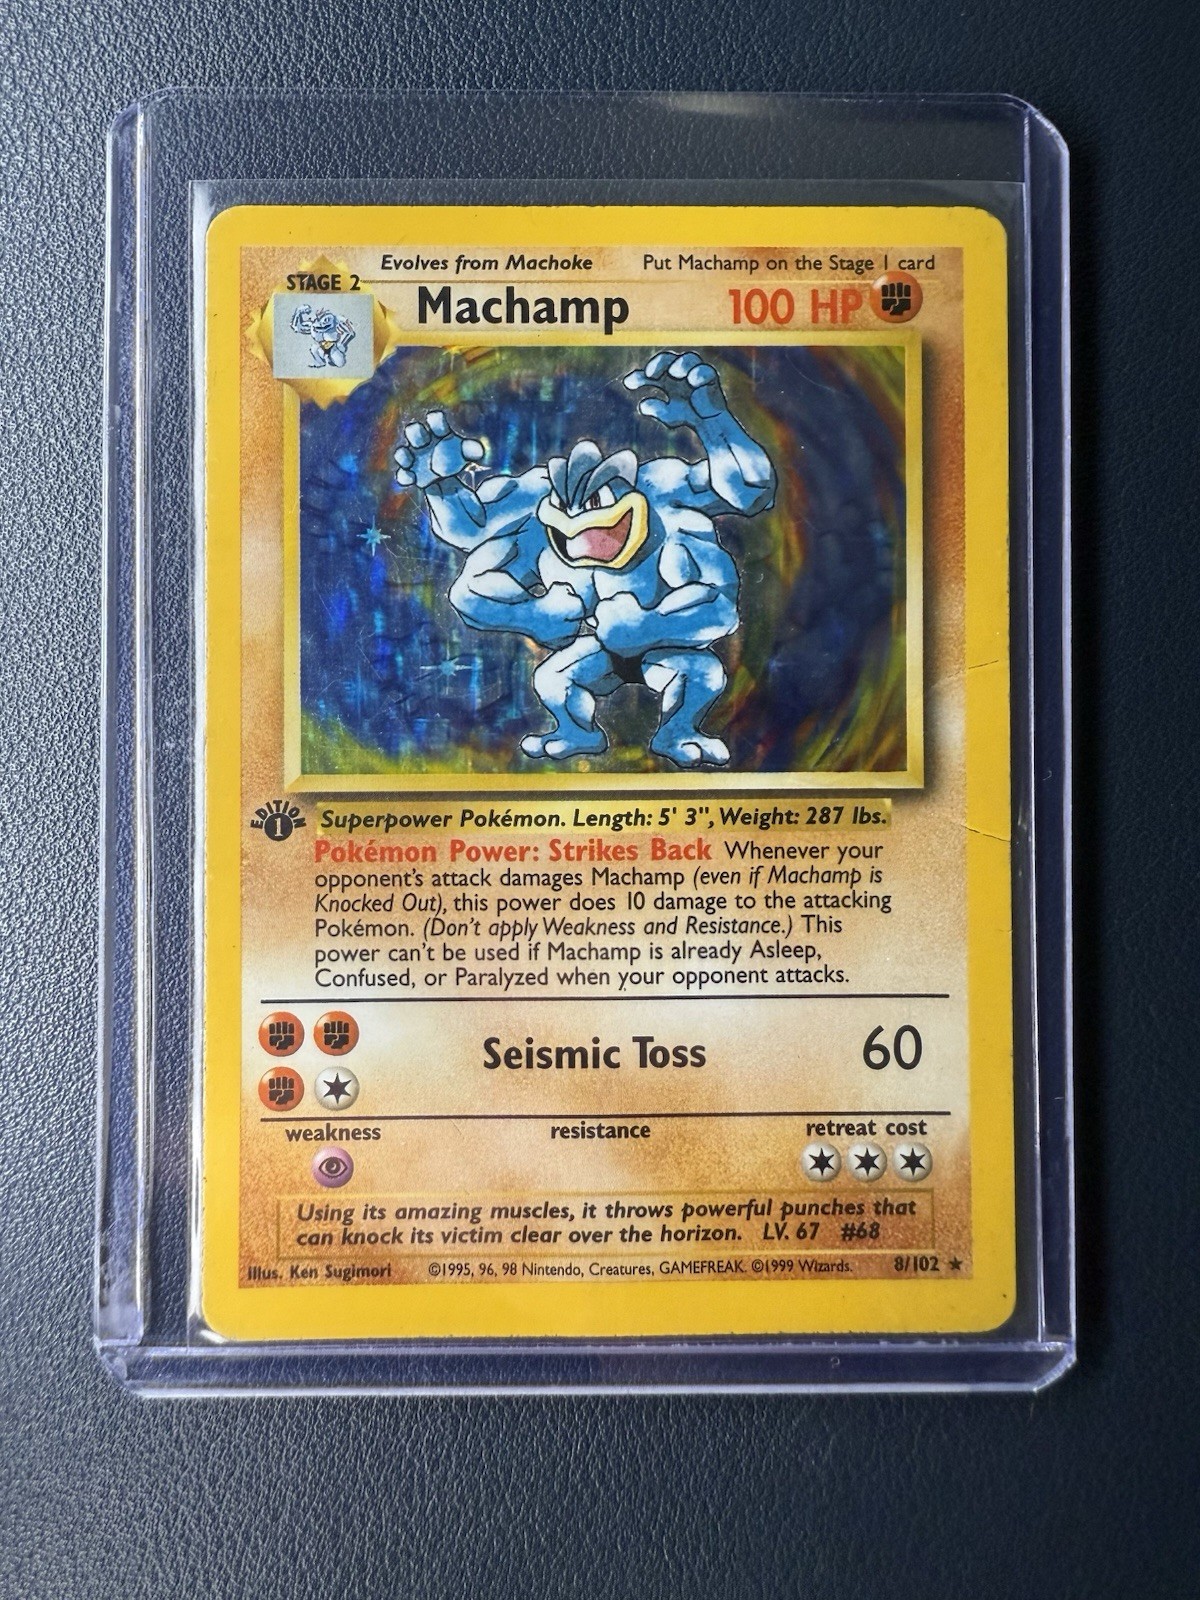 Evolves from Machoke Put Machamp on the Stage 1 card
STAGE 2
Machamp 100 HP
EDITION 1
Superpower Pokémon. Length: 5' 3", Weight: 287 lbs.
Pokémon Power: Strikes Back Whenever your
opponent's attack damages Machamp (even if Machamp is
Knocked Out), this power does 10 damage to the attacking
Pokémon. (Don't apply Weakness and Resistance.) This
power can't be used if Machamp is already Asleep,
Confused, or Paralyzed when your opponent attacks.
Seismic Toss 60
weakness resistance retreat cost
Using its amazing muscles, it throws powerful punches that
can knock its victim clear over the horizon. LV. 67 #68
Illus. Ken Sugimori ©1995, 96, 98 Nintendo, Creatures, GAMEFREAK. ©1999 Wizards. 8/102 ★